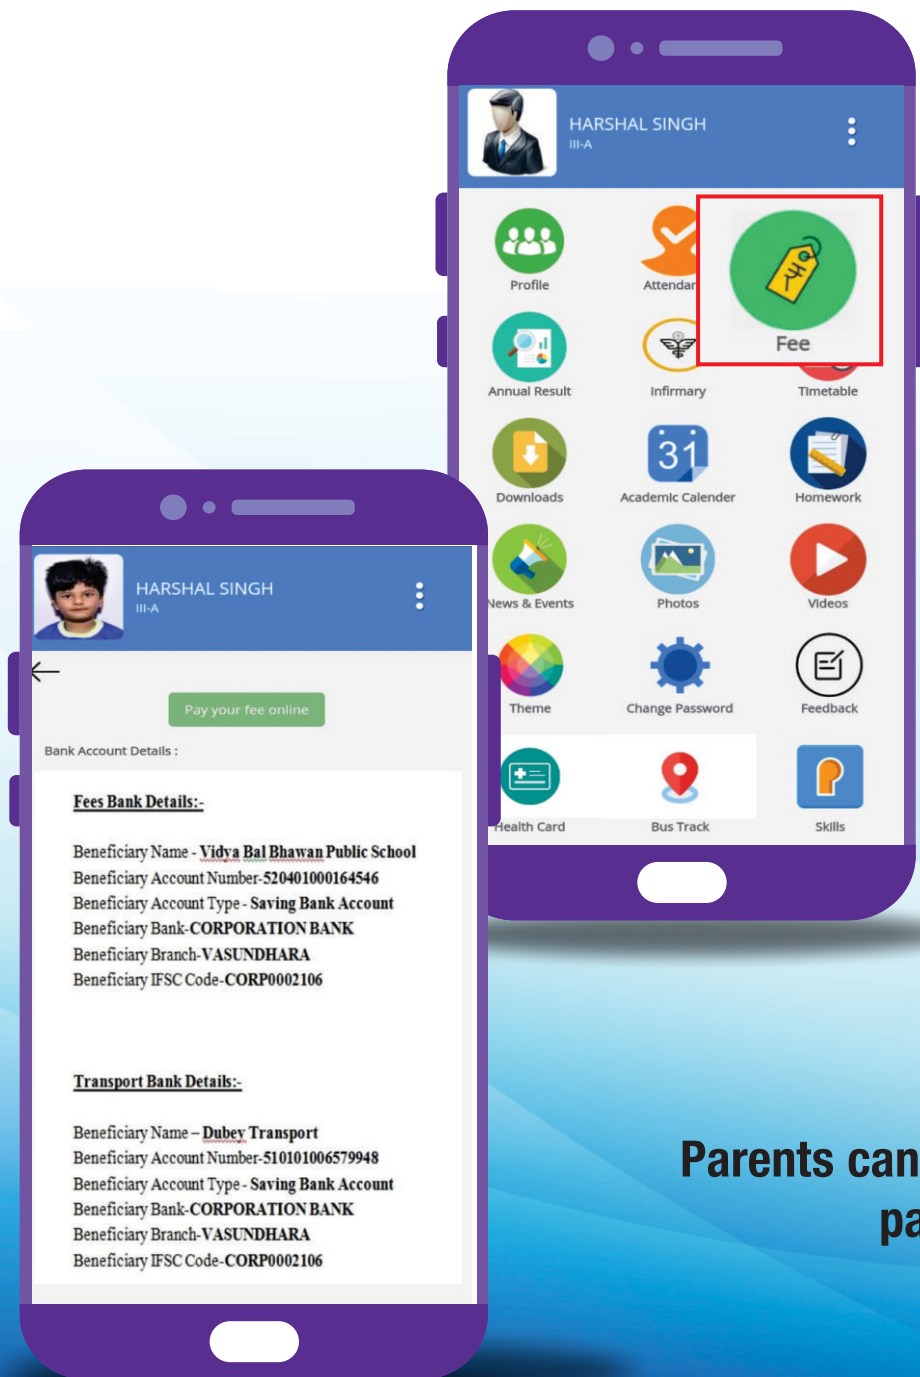 HARSHAL SINGH
III-A
Profile
Attendan
Fee
Annual Result
Infirmary
Timetable
31
Downloads
Academic Calender
Homework
News & Events
Photos
Videos
Theme
Change Password
Feedback
Health Card
Bus Track
Skills
HARSHAL SINGH
III-A
Pay your fee online
Bank Account Details :
Fees Bank Details:-
Beneficiary Name - Vidya Bal Bhawan Public School
Beneficiary Account Number-520401000164546
Beneficiary Account Type - Saving Bank Account
Beneficiary Bank-CORPORATION BANK
Beneficiary Branch-VASUNDHARA
Beneficiary IFSC Code-CORP0002106
Transport Bank Details:-
Beneficiary Name – Dubey Transport
Beneficiary Account Number-510101006579948
Beneficiary Account Type - Saving Bank Account
Beneficiary Bank-CORPORATION BANK
Beneficiary Branch-VASUNDHARA
Beneficiary IFSC Code-CORP0002106
Parents can
pa